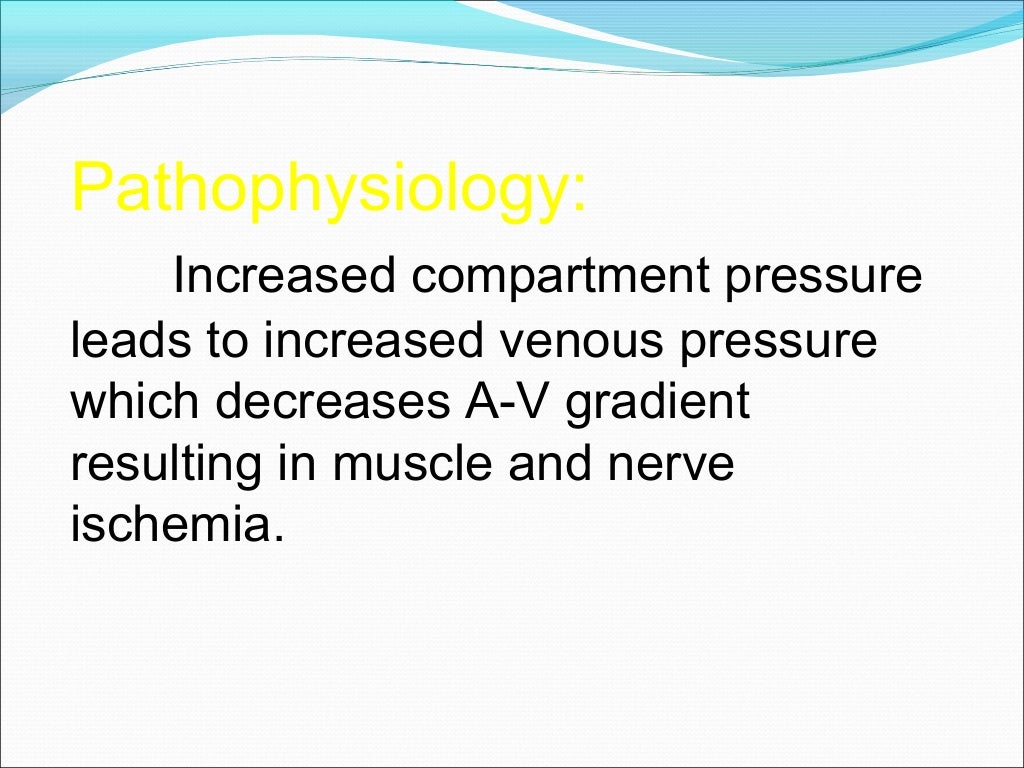 Pathophysiology:
Increased compartment pressure
leads to increased venous pressure
which decreases A-V gradient
resulting in muscle and nerve
ischemia.